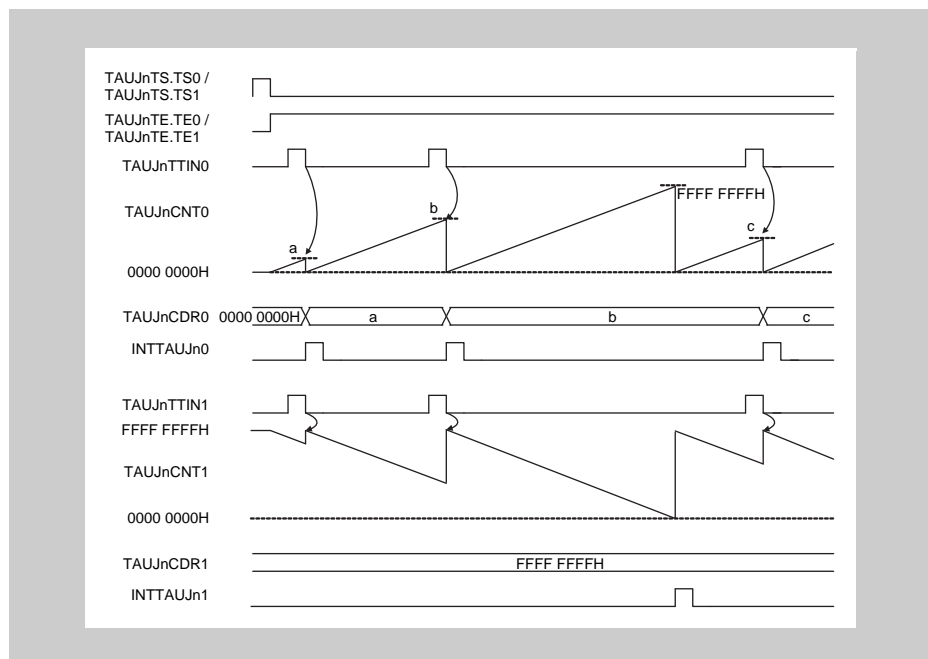 TAUJnTS.TS0 /
TAUJnTS.TS1
TAUJnTE.TE0 /
TAUJnTE.TE1
TAUJnTTIN0
FFFF FFFFH
TAUJnCNT0
b
c
a
0000 0000H
TAUJnCDR0 0000 0000H a b c
INTTAUJn0
TAUJnTTIN1
FFFF FFFFH
TAUJnCNT1
0000 0000H
TAUJnCDR1 FFFF FFFFH
INTTAUJn1